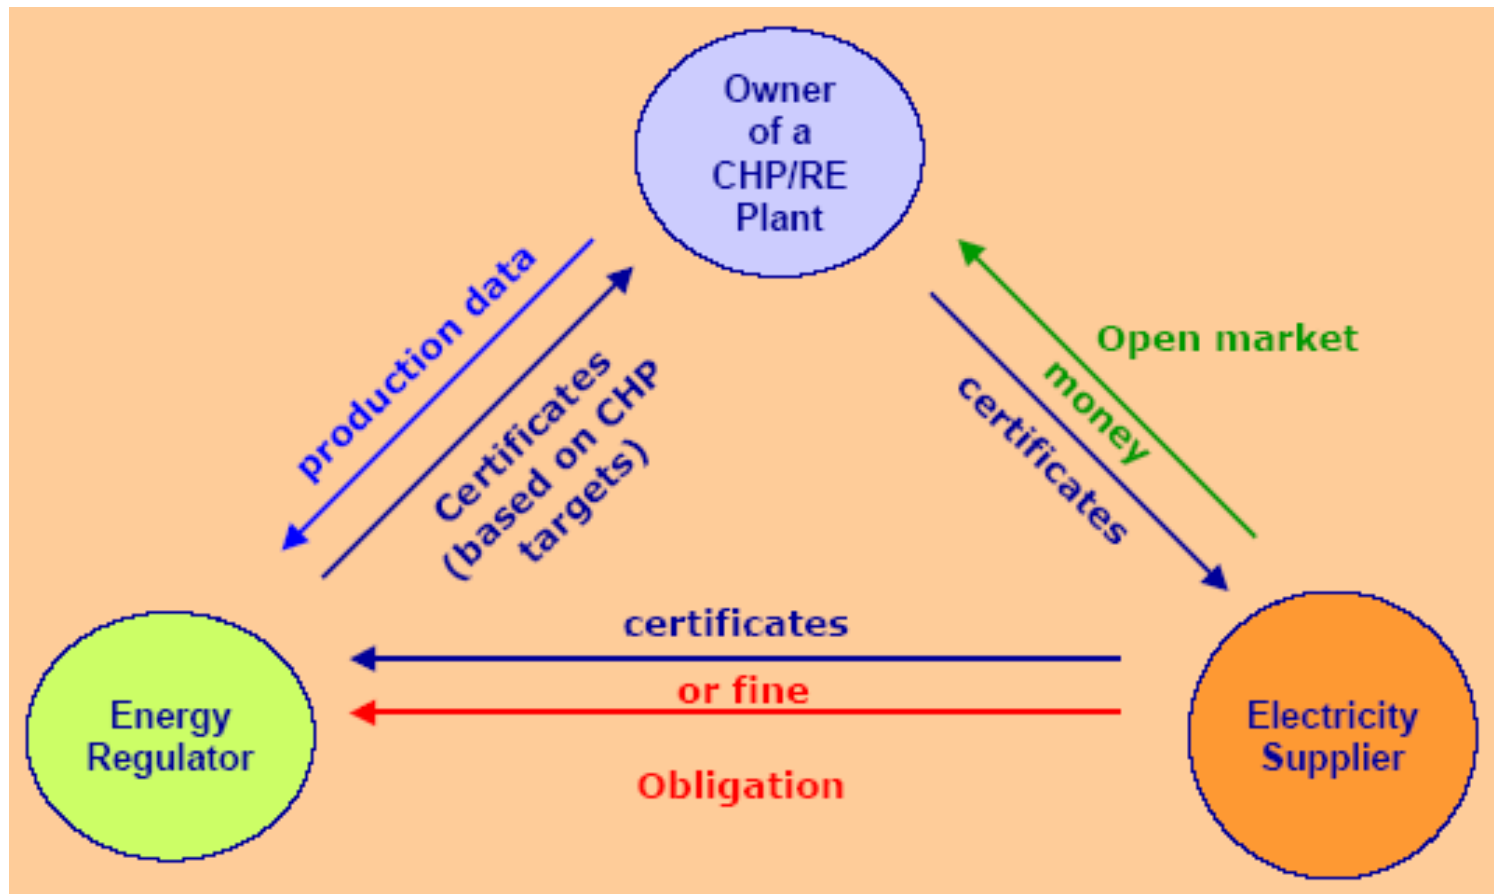 Owner
of a
CHP/RE
Plant
production data
Certificates
(based on CHP
targets)
Open market
money
certificates
certificates
or fine
Obligation
Energy
Regulator
Electricity
Supplier